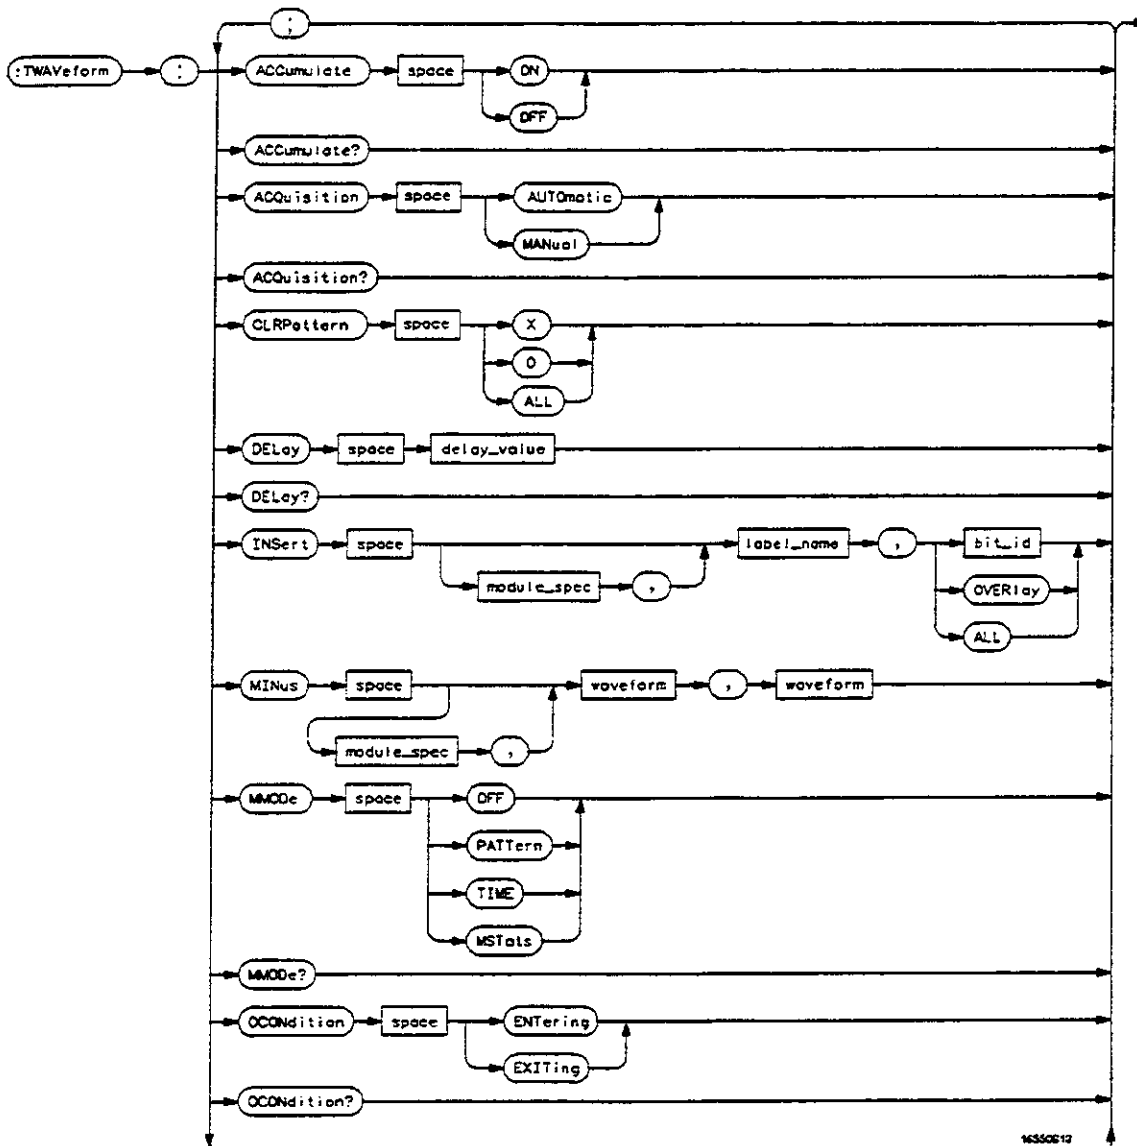 ;
:TWAVeform : ACCumulate space ON
OFF
ACCumulate?
ACQuisition space AUTOmatic
MANual
ACQuisition?
CLRPattern space X
O
ALL
DELay space delay_value
DELay?
INSert space label_name , bit_id
module_spec , OVERlay
ALL
MINus space waveform , waveform
module_spec ,
MMODe space OFF
PATTern
TIME
MSTats
MMODe?
OCONdition space ENTering
EXITing
OCONdition?